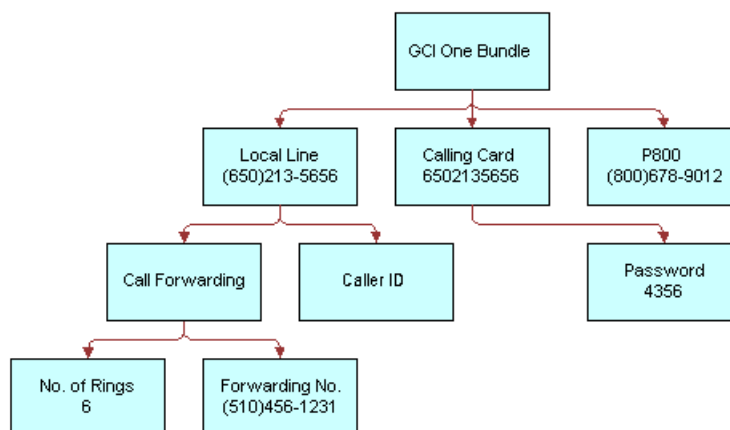 GCI One Bundle
Local Line
(650)213-5656
Calling Card
6502135656
P800
(800)678-9012
Call Forwarding
Caller ID
Password
4356
No. of Rings
6
Forwarding No.
(510)456-1231